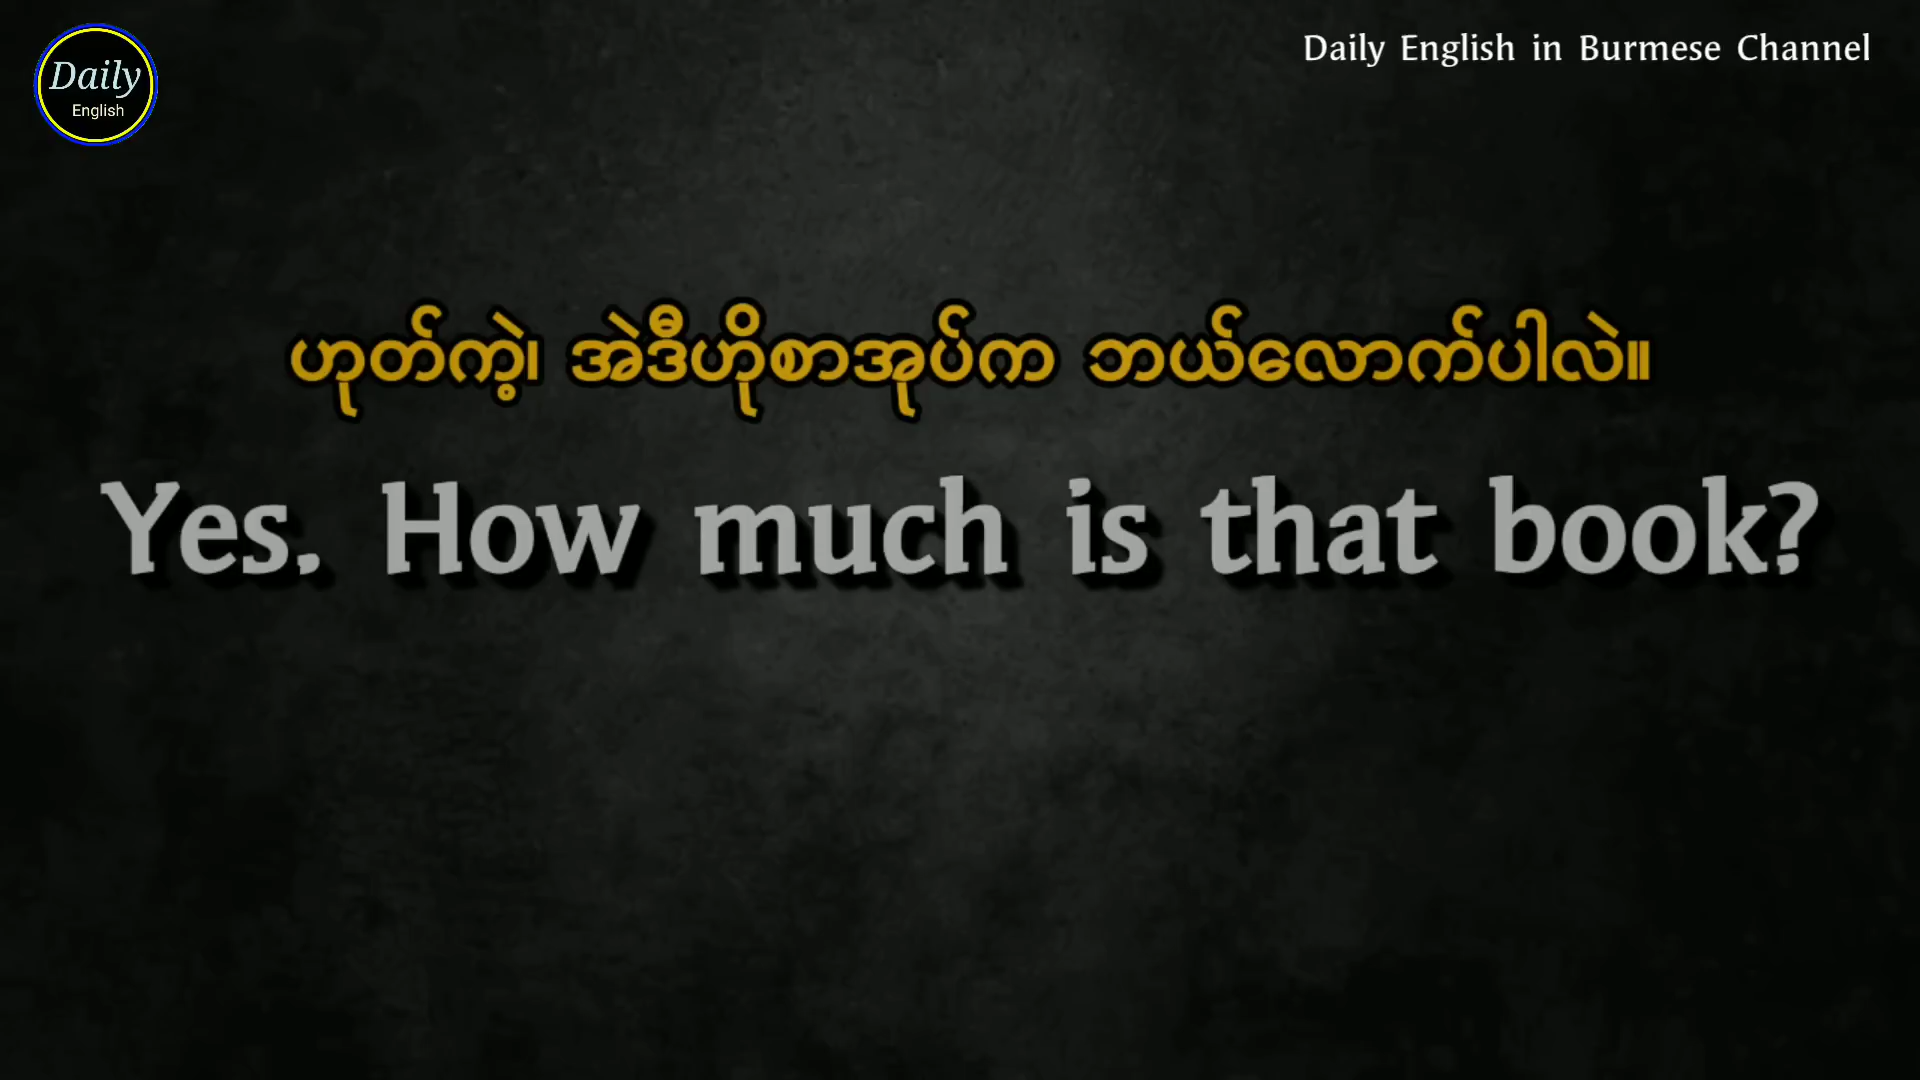 Daily
English
Daily English in Burmese Channel
ဟုတ်ကဲ့၊ အဲဒီဟိုစာအုပ်က ဘယ်လောက်ပါလဲ။
Yes. How much is that book?